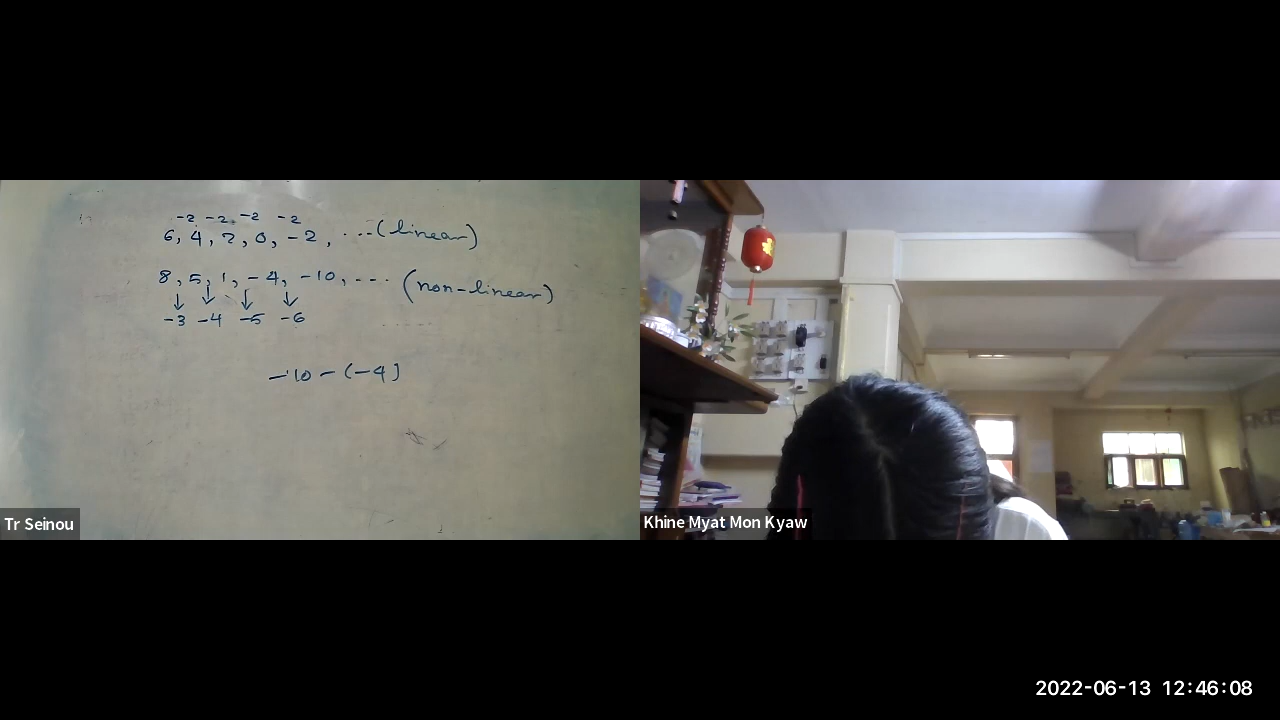 -2 -2 -2 -2
6, 4, 2, 0, -2, ... (linear)
8, 5, 1, -4, -10, ... (non-linear)
↓ ↓ ↓ ↓
-3 -4 -5 -6
-10 - (-4)
Tr Seinou
Khine Myat Mon Kyaw
2022-06-13 12:46:08